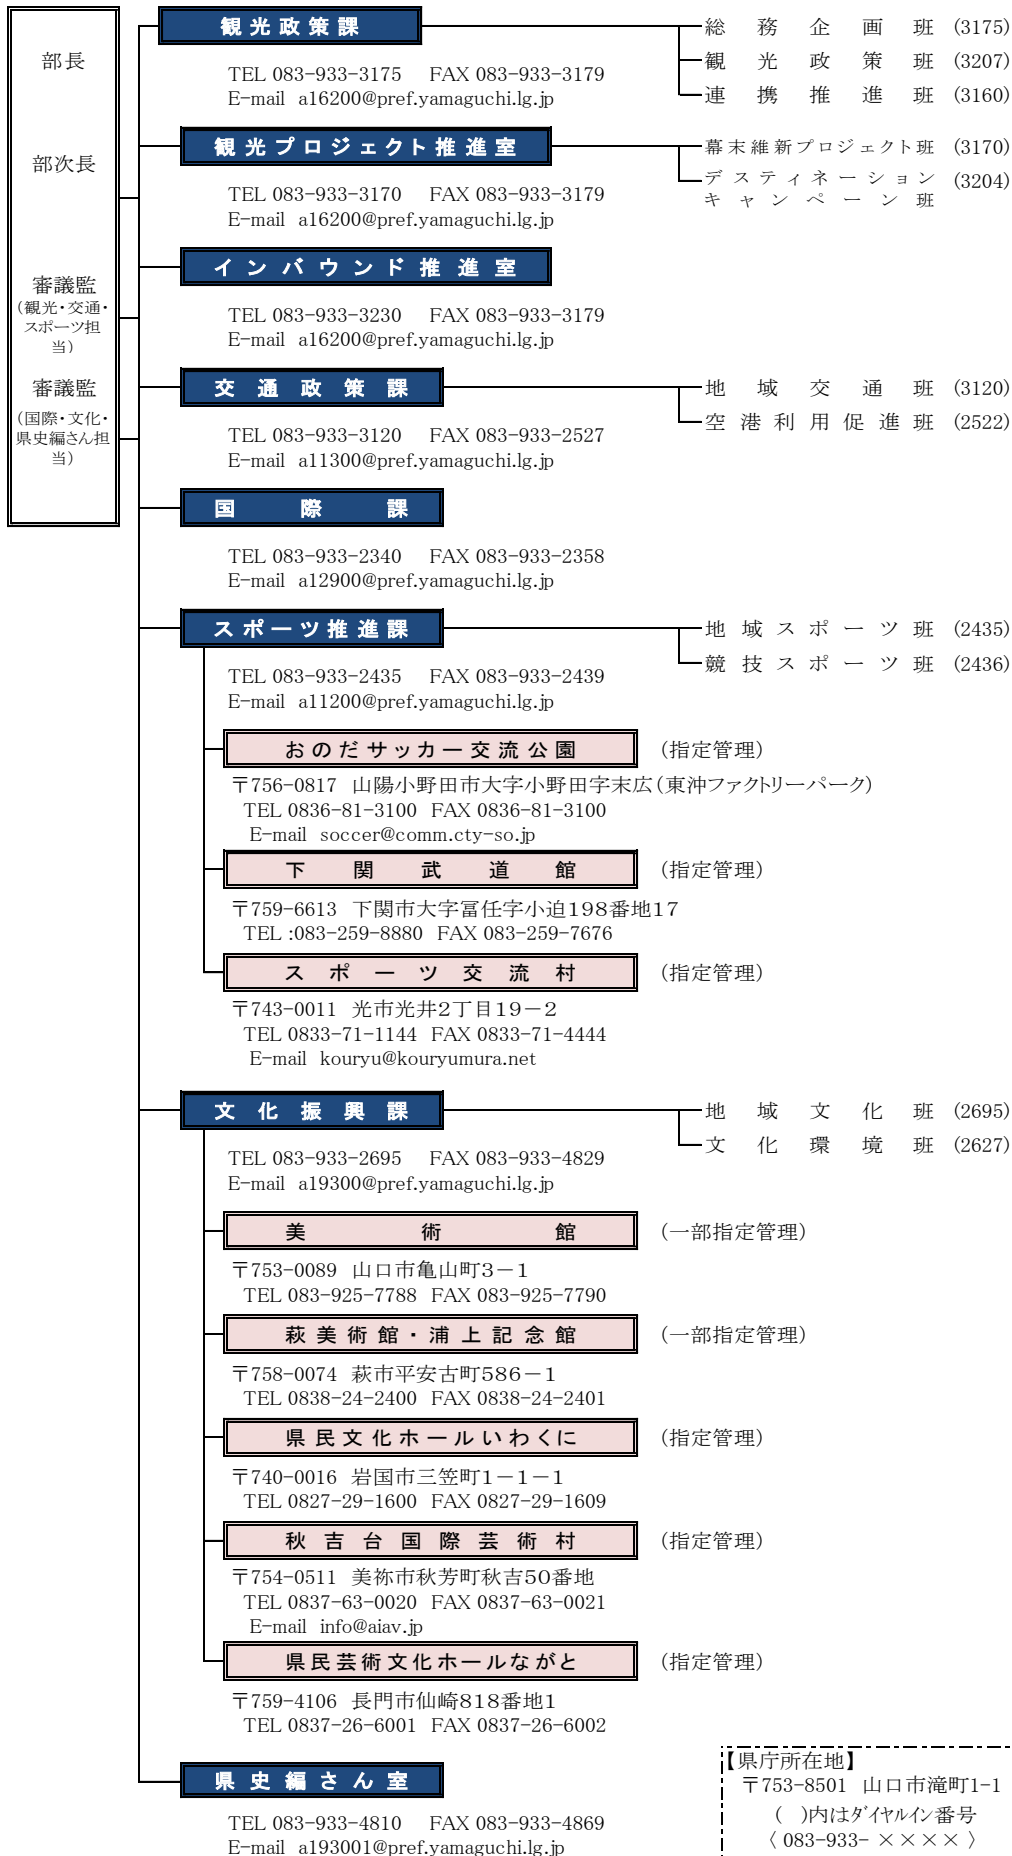 部長
部次長
審議監
（観光・交通・
スポーツ担
当）
審議監
（国際・文化・
県史編さん担
当）
観光政策課
総務企画班 (3175)
観光政策班 (3207)
連携推進班 (3160)
TEL 083-933-3175 FAX 083-933-3179
E-mail a16200@pref.yamaguchi.lg.jp
観光プロジェクト推進室
幕末維新プロジェクト班 (3170)
デスティネーション
キャンペーン班 (3204)
TEL 083-933-3170 FAX 083-933-3179
E-mail a16200@pref.yamaguchi.lg.jp
インバウンド推進室
TEL 083-933-3230 FAX 083-933-3179
E-mail a16200@pref.yamaguchi.lg.jp
交通政策課
地域交通班 (3120)
空港利用促進班 (2522)
TEL 083-933-3120 FAX 083-933-2527
E-mail a11300@pref.yamaguchi.lg.jp
国際課
TEL 083-933-2340 FAX 083-933-2358
E-mail a12900@pref.yamaguchi.lg.jp
スポーツ推進課
地域スポーツ班 (2435)
競技スポーツ班 (2436)
TEL 083-933-2435 FAX 083-933-2439
E-mail a11200@pref.yamaguchi.lg.jp
おのだサッカー交流公園 （指定管理）
〒756-0817 山陽小野田市大字小野田字末広（東沖ファクトリーパーク）
TEL 0836-81-3100 FAX 0836-81-3100
E-mail soccer@comm.cty-so.jp
下関武道館 （指定管理）
〒759-6613 下関市大字冨任字小迫１９８番地１７
TEL :083-259-8880 FAX 083-259-7676
スポーツ交流村 （指定管理）
〒743-0011 光市光井２丁目１９－２
TEL 0833-71-1144 FAX 0833-71-4444
E-mail kouryu@kouryumura.net
文化振興課
地域文化班 (2695)
文化環境班 (2627)
TEL 083-933-2695 FAX 083-933-4829
E-mail a19300@pref.yamaguchi.lg.jp
美術館 （一部指定管理）
〒753-0089 山口市亀山町３－１
TEL 083-925-7788 FAX 083-925-7790
萩美術館・浦上記念館 （一部指定管理）
〒758-0074 萩市平安古町５８６－１
TEL 0838-24-2400 FAX 0838-24-2401
県民文化ホールいわくに （指定管理）
〒740-0016 岩国市三笠町１－１－１
TEL 0827-29-1600 FAX 0827-29-1609
秋吉台国際芸術村 （指定管理）
〒754-0511 美祢市秋芳町秋吉５０番地
TEL 0837-63-0020 FAX 0837-63-0021
E-mail info@aiav.jp
県民芸術文化ホールながと （指定管理）
〒759-4106 長門市仙崎８１８番地１
TEL 0837-26-6001 FAX 0837-26-6002
県史編さん室
TEL 083-933-4810 FAX 083-933-4869
E-mail a193001@pref.yamaguchi.lg.jp
【県庁所在地】
〒753-8501 山口市滝町1-1
（ ）内はダイヤルイン番号
〈 083-933- ×××× 〉